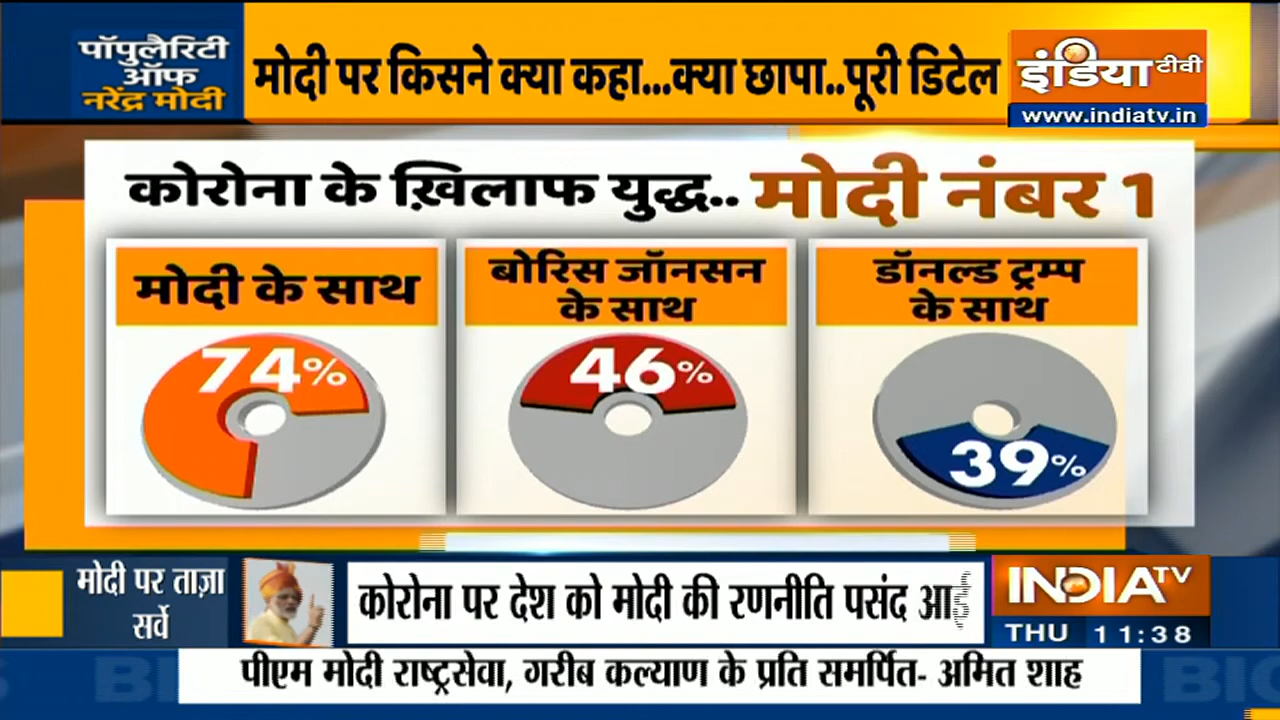 पॉपुलैरिटी
ऑफ
नरेंद्र मोदी
मोदी पर किसने क्या कहा...क्या छापा..पूरी डिटेल
इंडिया टीवी
www.indiatv.in
कोरोना के ख़िलाफ युद्ध.. मोदी नंबर 1
मोदी के साथ
74%
बोरिस जॉनसन
के साथ
46%
डॉनल्ड ट्रम्प
के साथ
39%
मोदी पर ताज़ा
सर्वे
कोरोना पर देश को मोदी की रणनीति पसंद आई
INDIA TV
THU 11:38
पीएम मोदी राष्ट्रसेवा, गरीब कल्याण के प्रति समर्पित- अमित शाह